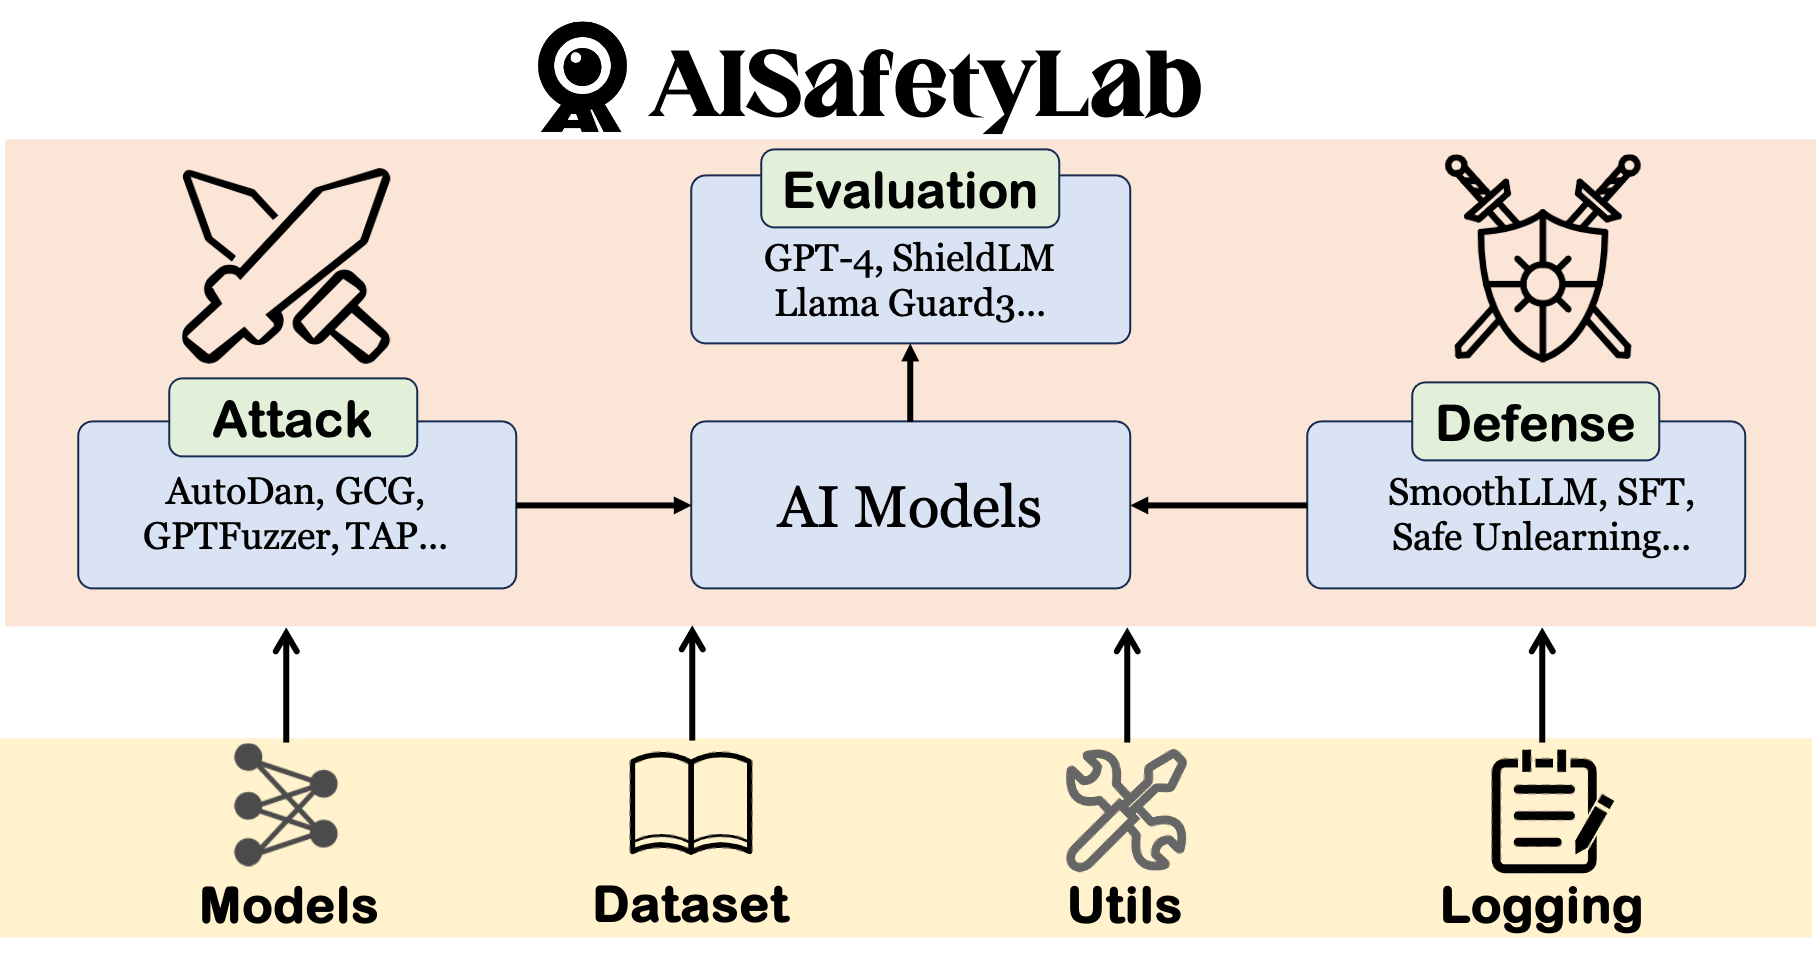 AISafetyLab
Evaluation
GPT-4, ShieldLM
Llama Guard3...
Attack
AutoDan, GCG,
GPTFuzzer, TAP...
AI Models
Defense
SmoothLLM, SFT,
Safe Unlearning...
Models
Dataset
Utils
Logging